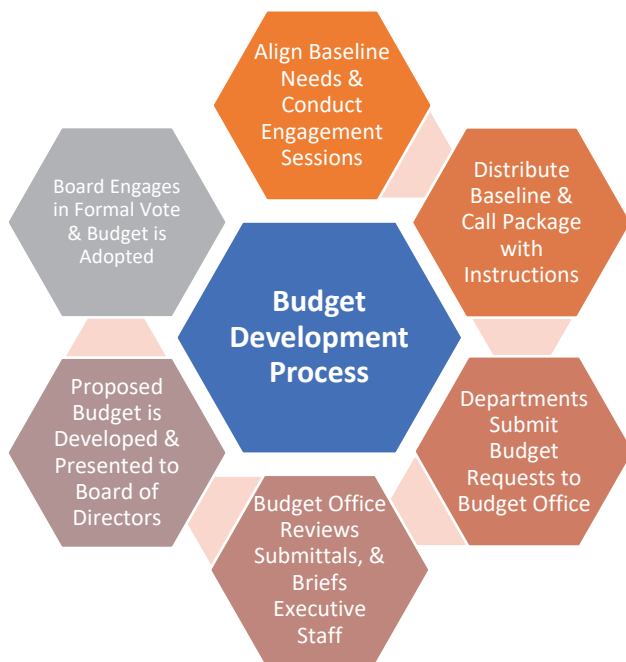 Align Baseline
Needs &
Conduct
Engagement
Sessions
Distribute
Baseline &
Call Package
with
Instructions
Departments
Submit
Budget
Requests to
Budget Office
Budget Office
Reviews
Submittals, &
Briefs
Executive
Staff
Proposed
Budget is
Developed &
Presented to
Board of
Directors
Board Engages
in Formal Vote
& Budget is
Adopted
Budget
Development
Process